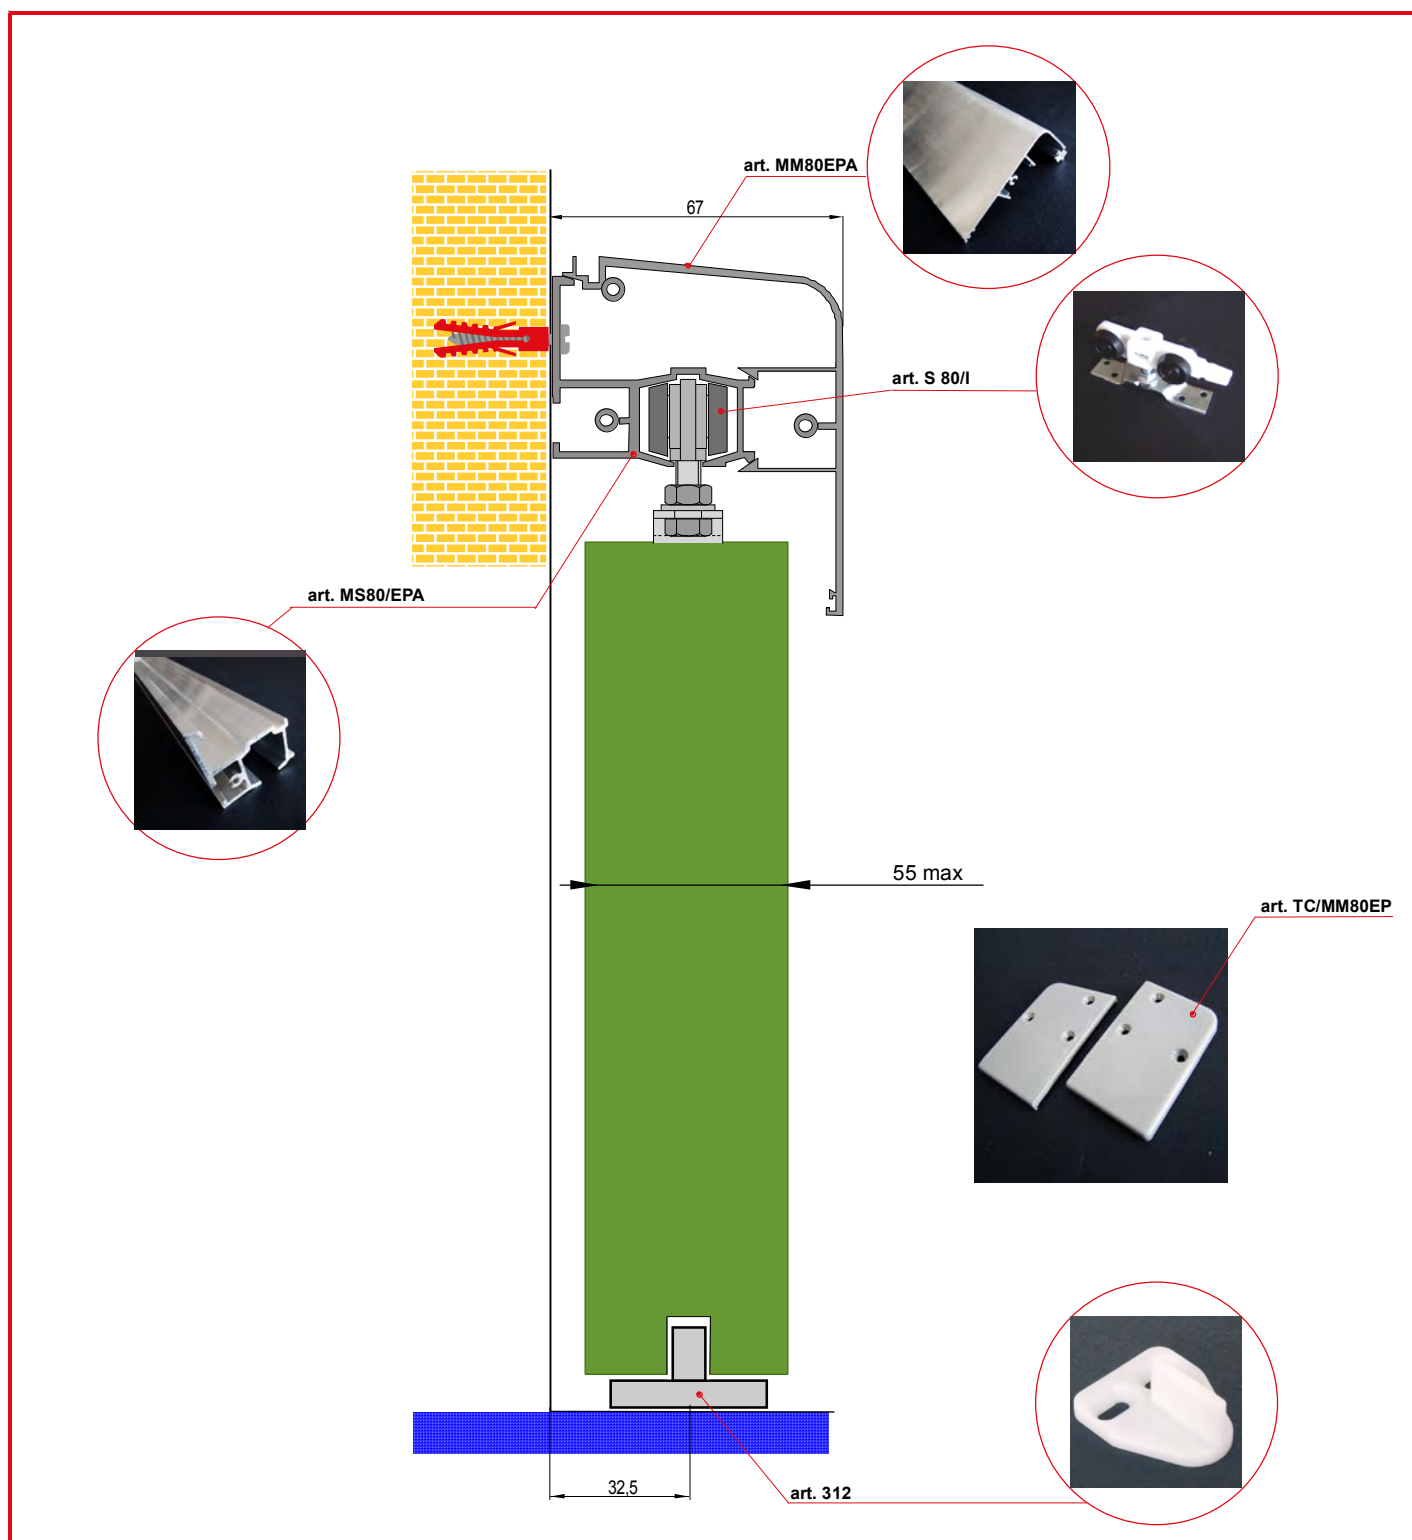 art. MM80EPA
67
art. S 80/I
art. MS80/EPA
55 max
art. TC/MM80EP
32,5
art. 312